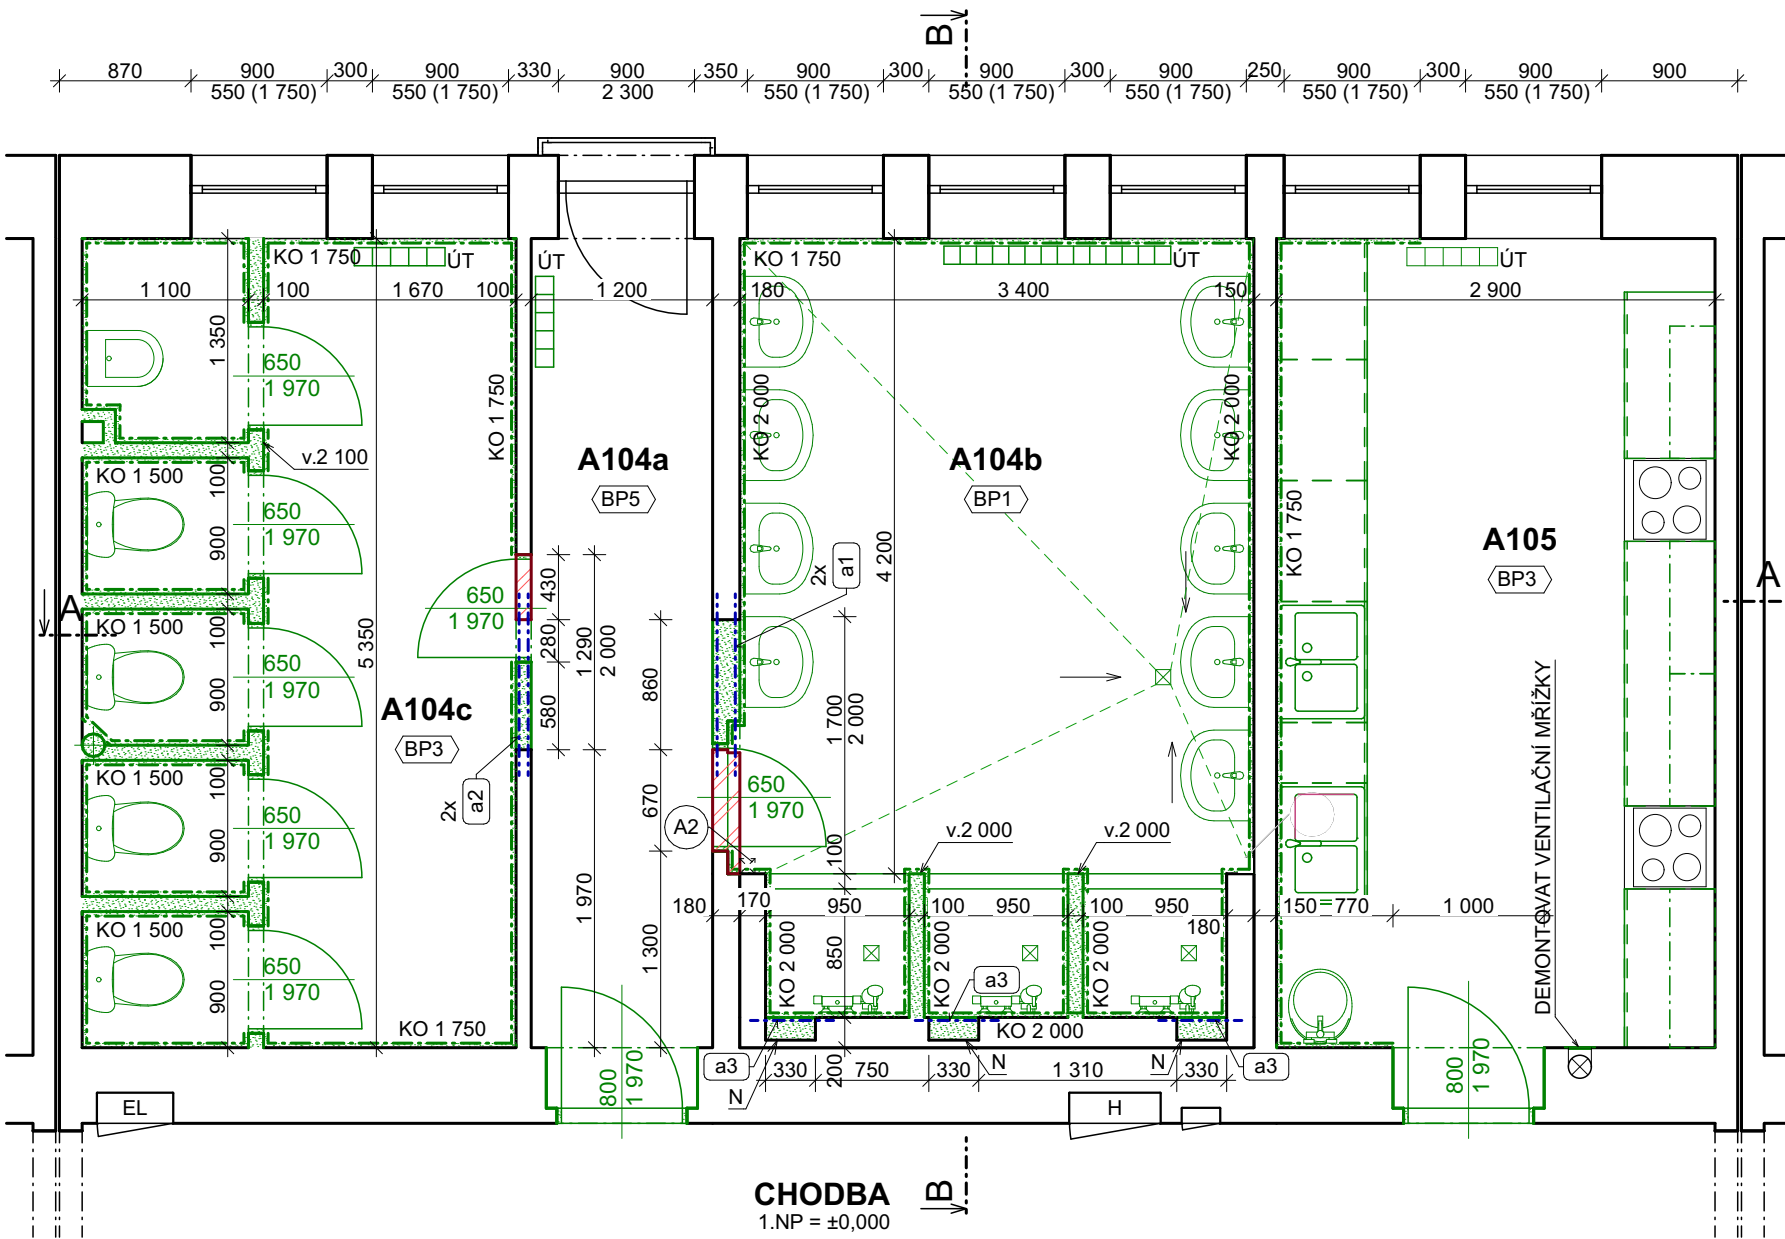 B
870
900
300
900
330
900
350
900
300
900
300
900
250
900
300
900
900
550 (1 750)
550 (1 750)
2 300
550 (1 750)
550 (1 750)
550 (1 750)
550 (1 750)
550 (1 750)
KO 1 750
ÚT
ÚT
KO 1 750
ÚT
ÚT
1 100
100
1 670
100
1 200
180
3 400
150
2 900
1 350
650
1 970
KO 1 750
KO 2 000
KO 2 000
KO 1 750
v.2 100
A104a
BP5
A104b
BP1
A105
BP3
KO 1 500
100
900
650
1 970
4 200
2x
a1
430
280
580
1 290
2 000
650
1 970
A
A
KO 1 500
100
900
650
1 970
5 350
A104c
BP3
860
1 700
2 000
2x
a2
KO 1 500
100
900
650
1 970
670
A2
650
1 970
100
v.2 000
v.2 000
DEMONTOVAT VENTILAČNÍ MŘÍŽKY
180
170
950
100
950
100
950
180
150
770
1 000
KO 1 500
100
900
650
1 970
1 970
1 300
850
KO 2 000
KO 2 000
KO 2 000
a3
KO 1 750
KO 2 000
a3
N
N
N
a3
330
200
750
330
1 310
330
800
1 970
800
1 970
EL
H
CHODBA
1.NP = ±0,000
B